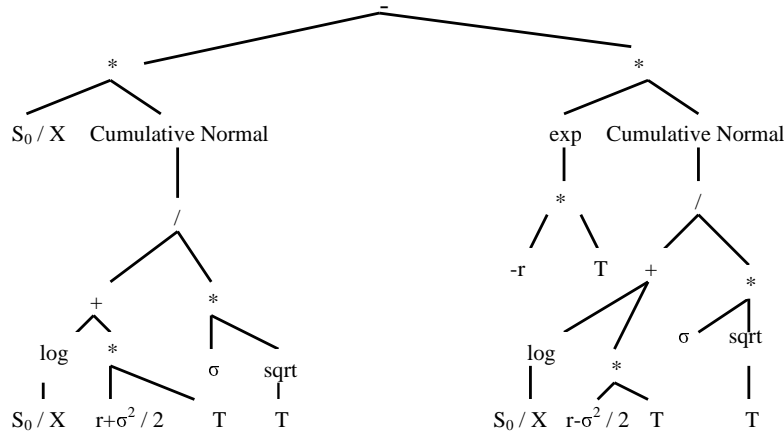 -
* *
S₀ / X Cumulative Normal exp Cumulative Normal
* /
/
-r T + *
+ *
log * σ sqrt
log * σ sqrt
S₀ / X r+σ² / 2 T T S₀ / X r-σ² / 2 T T